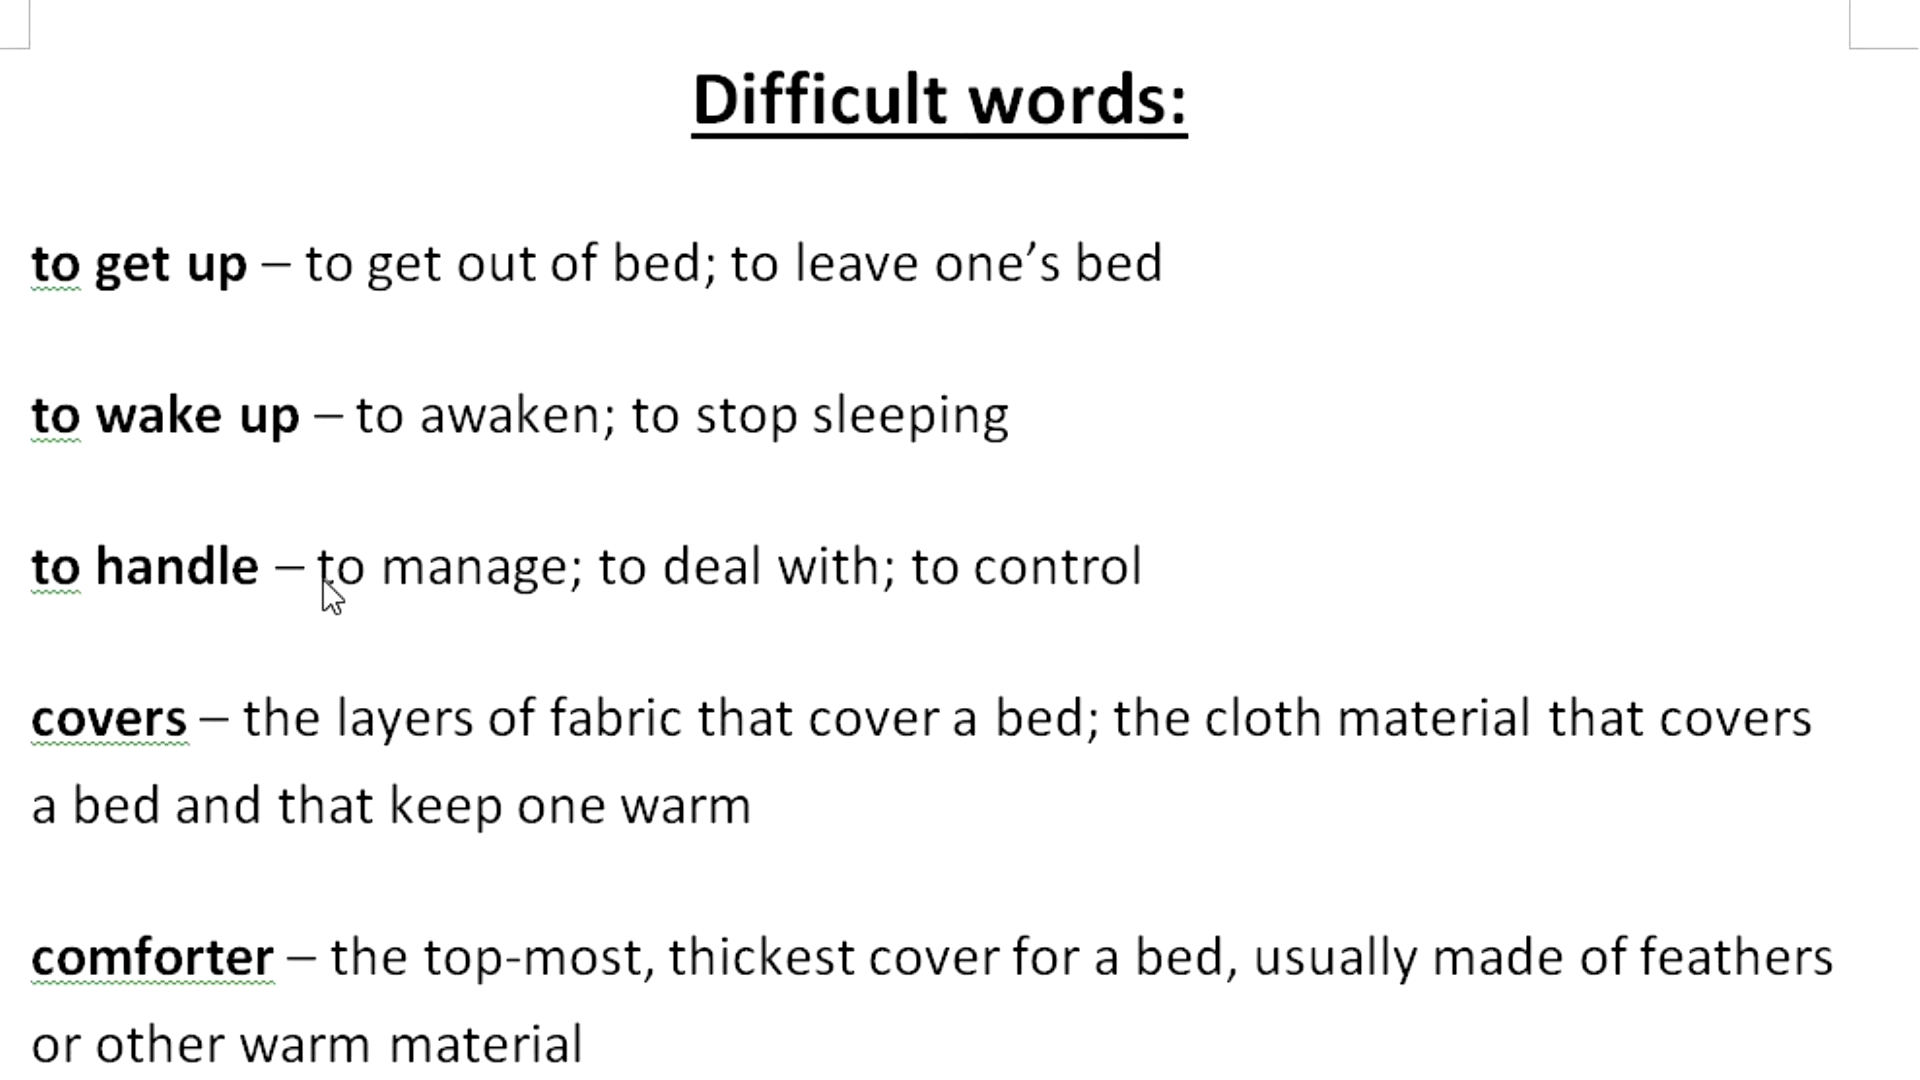 Difficult words:
to get up – to get out of bed; to leave one’s bed
to wake up – to awaken; to stop sleeping
to handle – to manage; to deal with; to control
covers – the layers of fabric that cover a bed; the cloth material that covers
a bed and that keep one warm
comforter – the top-most, thickest cover for a bed, usually made of feathers
or other warm material